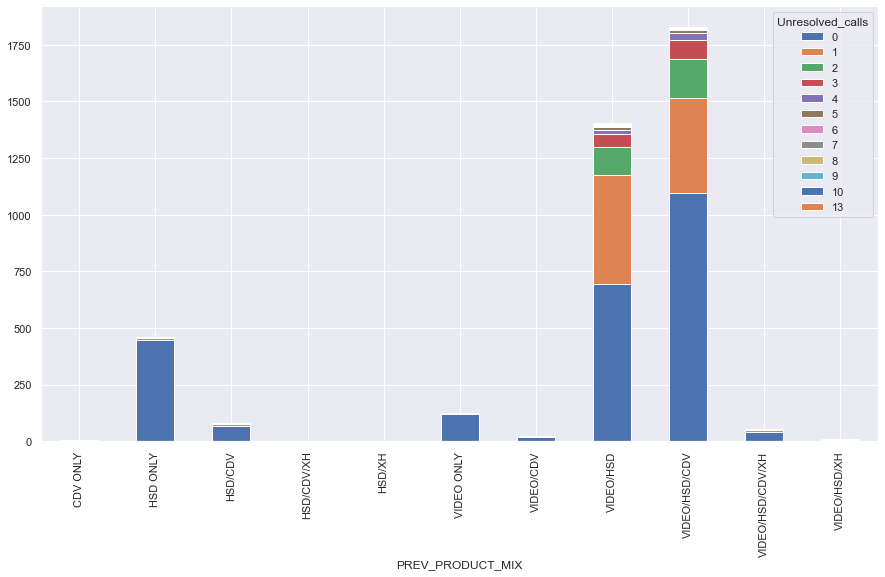 1750
1500
1250
1000
750
500
250
0
Unresolved_calls
0
1
2
3
4
5
6
7
8
9
10
13
CDV ONLY
HSD ONLY
HSD/CDV
HSD/CDV/XH
HSD/XH
VIDEO ONLY
VIDEO/CDV
VIDEO/HSD
VIDEO/HSD/CDV
VIDEO/HSD/CDV/XH
VIDEO/HSD/XH
PREV_PRODUCT_MIX